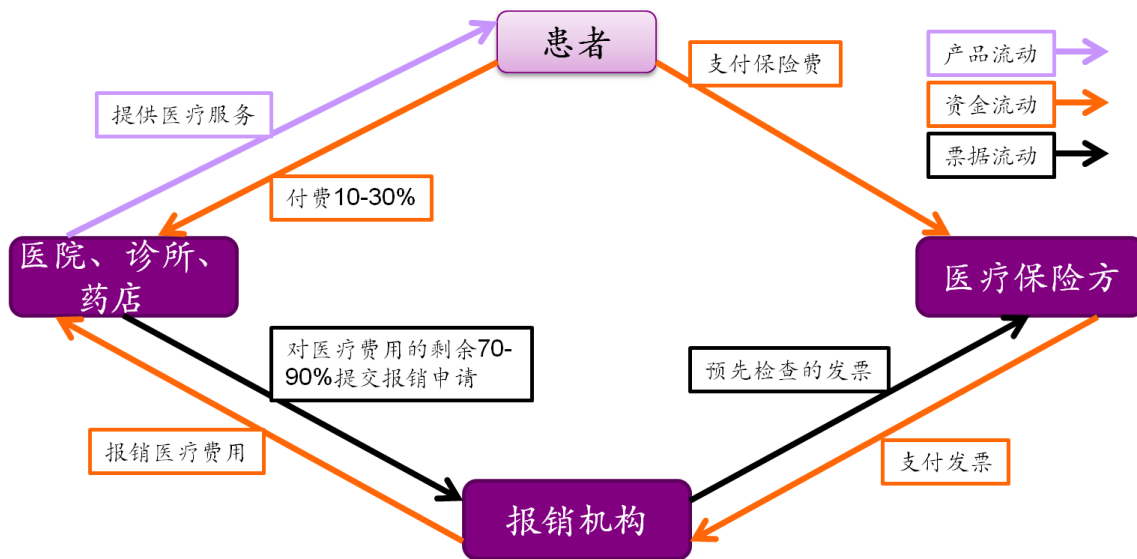 患者
支付保险费
产品流动
提供医疗服务
资金流动
票据流动
付费10-30%
医院、诊所、
药店
医疗保险方
对医疗费用的剩余70-
90%提交报销申请
预先检查的发票
报销医疗费用
支付发票
报销机构